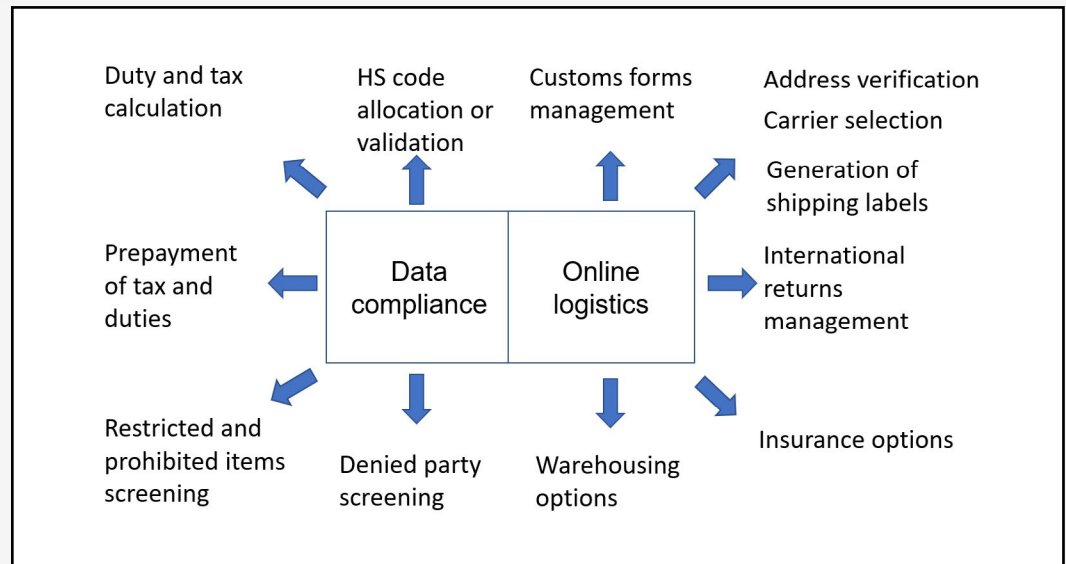 Duty and tax
calculation
HS code
allocation or
validation
Customs forms
management
Address verification
Carrier selection
Generation of
shipping labels
Prepayment
of tax and
duties
Data
compliance
Online
logistics
International
returns
management
Restricted and
prohibited items
screening
Denied party
screening
Warehousing
options
Insurance options